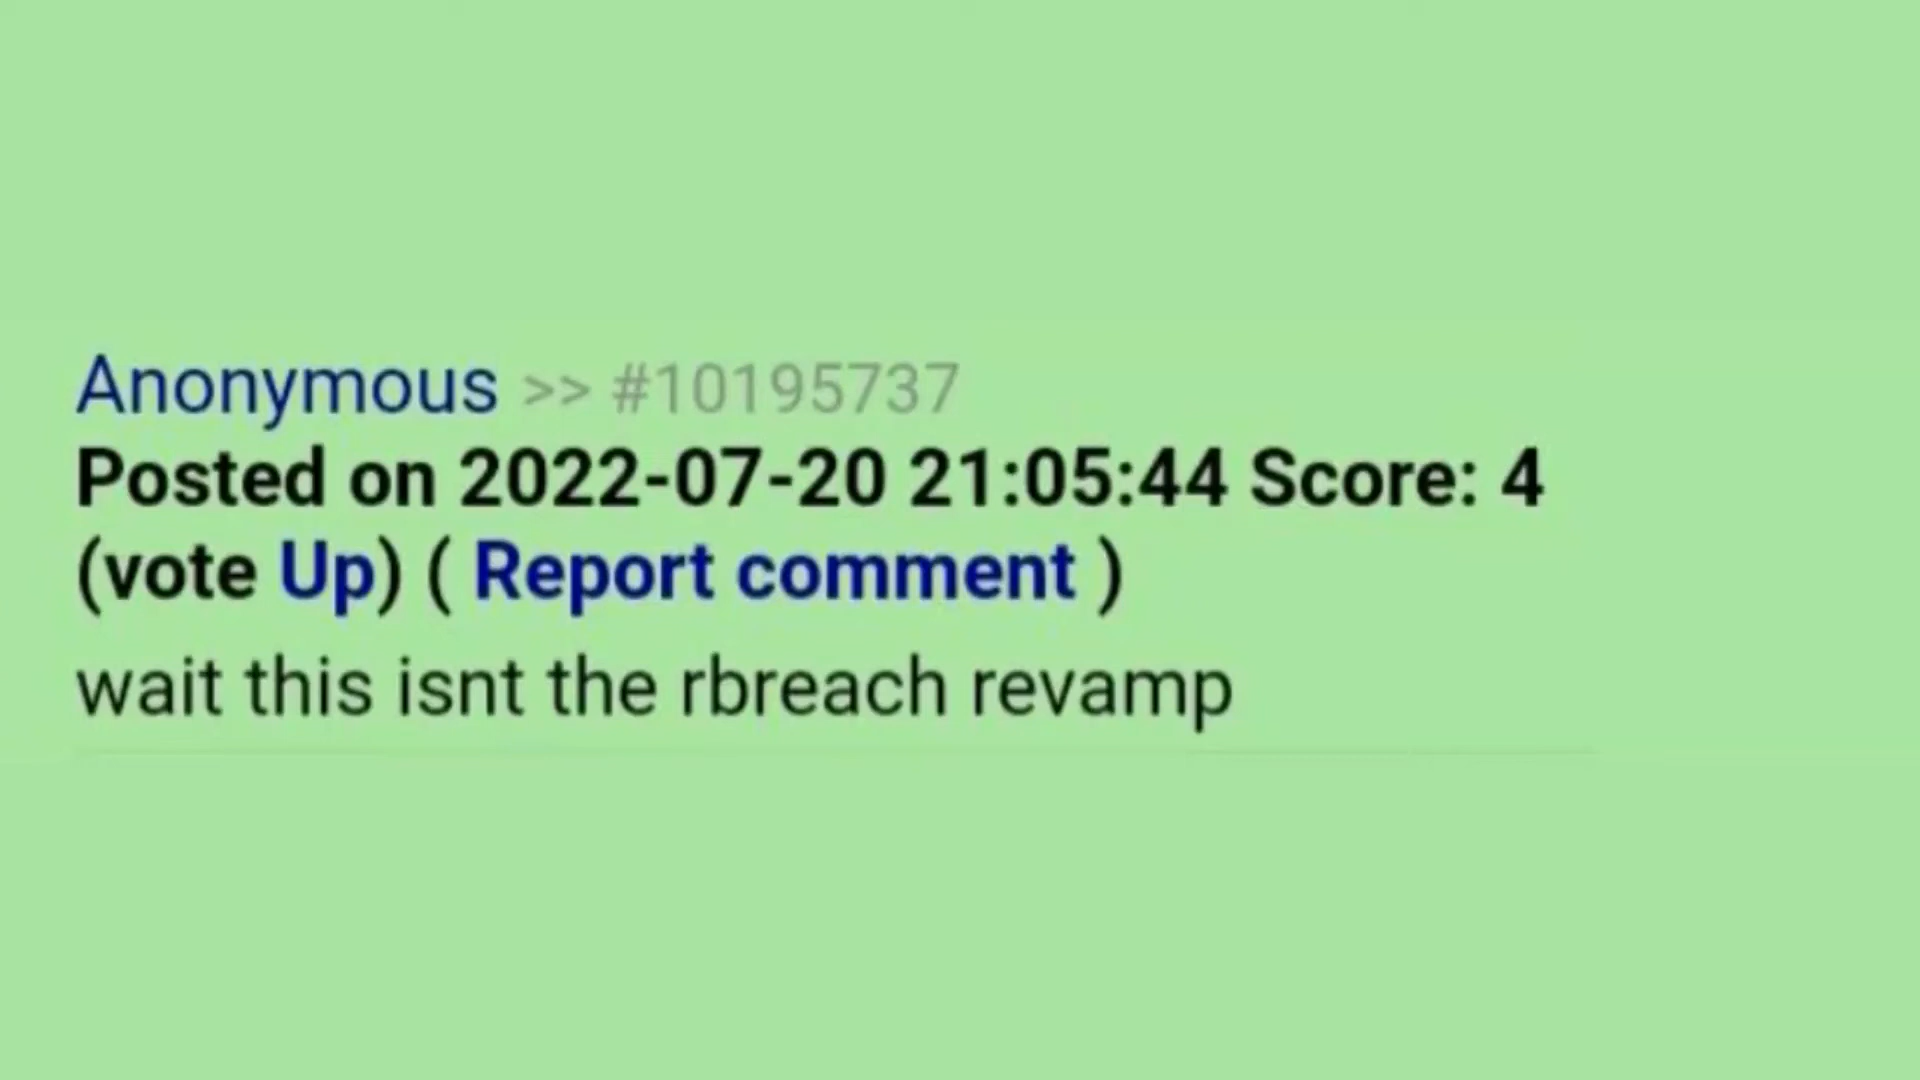 Anonymous >> #10195737
Posted on 2022-07-20 21:05:44 Score: 4
(vote Up) ( Report comment )
wait this isnt the rbreach revamp